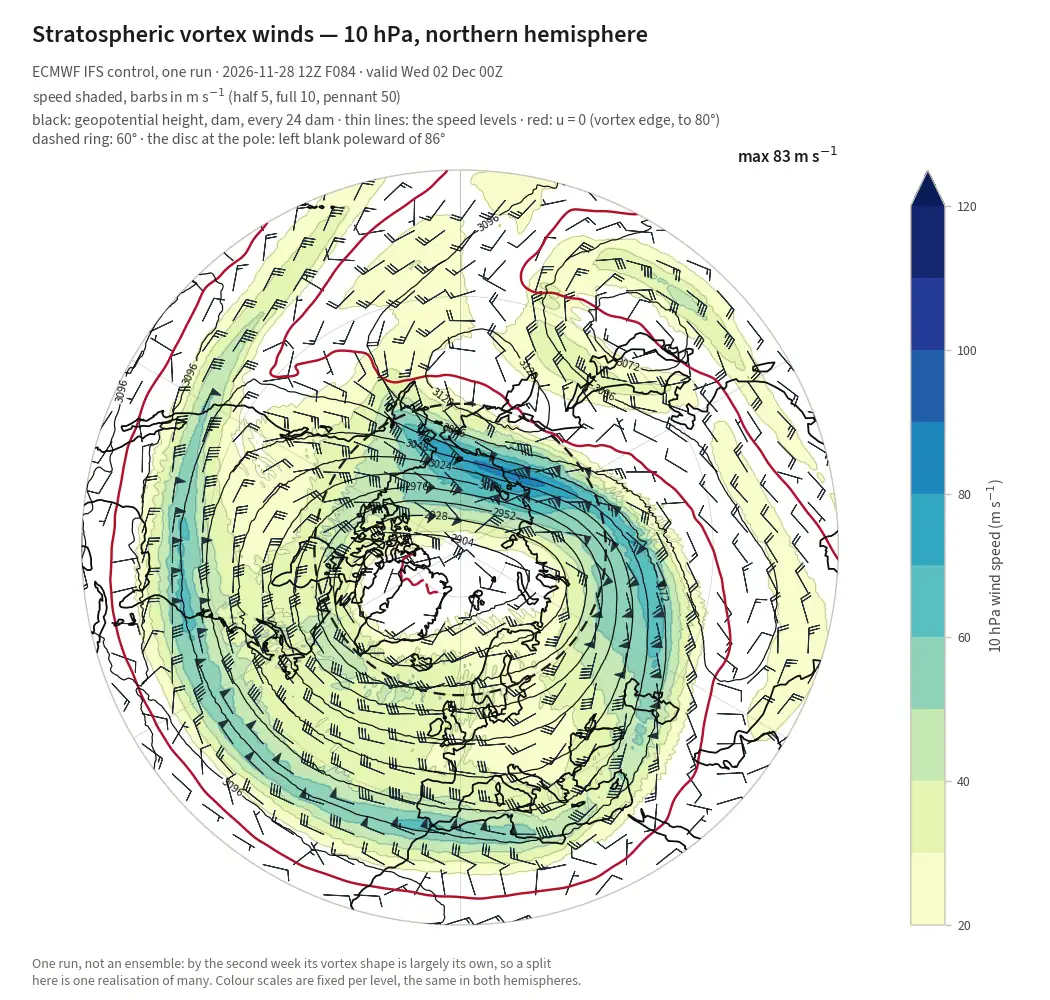 Stratospheric vortex winds — 10 hPa, northern hemisphere
ECMWF IFS control, one run · 2026-11-28 12Z F084 · valid Wed 02 Dec 00Z
speed shaded, barbs in m s⁻¹ (half 5, full 10, pennant 50)
black: geopotential height, dam, every 24 dam · thin lines: the speed levels · red: u = 0 (vortex edge, to 80°)
dashed ring: 60° · the disc at the pole: left blank poleward of 86°
max 83 m s⁻¹
120
100
80
60
40
20
10 hPa wind speed (m s⁻¹)
3096
3096
3096
3072
3024
2976
2952
2904
3096
One run, not an ensemble: by the second week its vortex shape is largely its own, so a split
here is one realisation of many. Colour scales are fixed per level, the same in both hemispheres.